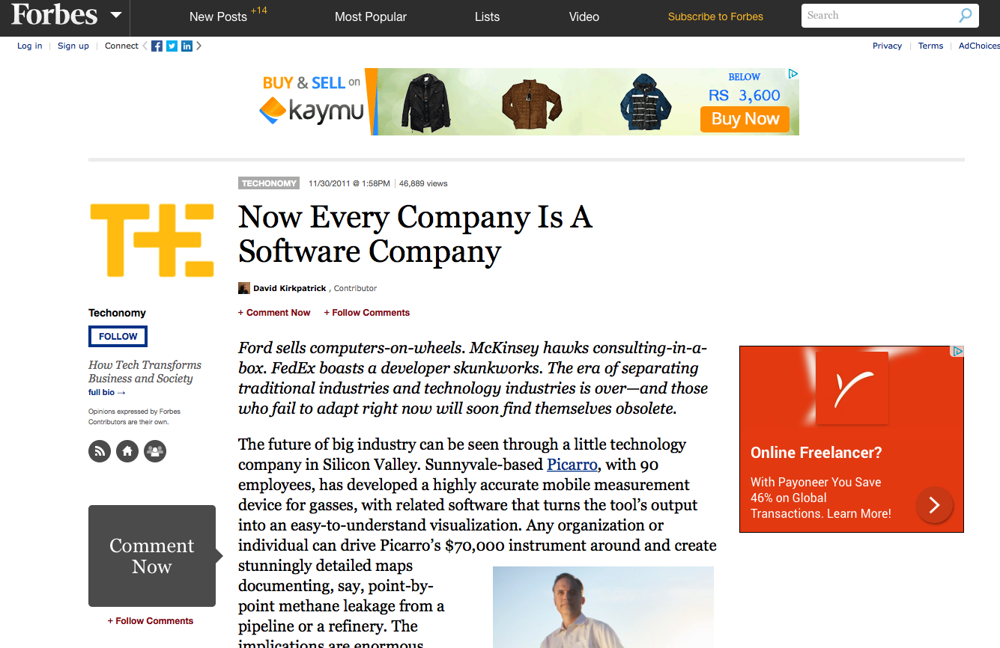 Forbes
New Posts +14
Most Popular
Lists
Video
Subscribe to Forbes
Search
Log in
Sign up
Connect
Privacy
Terms
AdChoices
BUY & SELL on
kaymu
BELOW
RS 3,600
Buy Now
TECHONOMY 11/30/2011 @ 1:58PM 46,889 views
T+E
Now Every Company Is A
Software Company
David Kirkpatrick , Contributor
+ Comment Now + Follow Comments
Techonomy
FOLLOW
How Tech Transforms
Business and Society
full bio →
Opinions expressed by Forbes
Contributors are their own.
Comment
Now
+ Follow Comments
Ford sells computers-on-wheels. McKinsey hawks consulting-in-a-
box. FedEx boasts a developer skunkworks. The era of separating
traditional industries and technology industries is over—and those
who fail to adapt right now will soon find themselves obsolete.
The future of big industry can be seen through a little technology
company in Silicon Valley. Sunnyvale-based Picarro, with 90
employees, has developed a highly accurate mobile measurement
device for gasses, with related software that turns the tool's output
into an easy-to-understand visualization. Any organization or
individual can drive Picarro's $70,000 instrument around and create
stunningly detailed maps
documenting, say, point-by-
point methane leakage from a
pipeline or a refinery. The
implications are enormous
Online Freelancer?
With Payoneer You Save
46% on Global
Transactions. Learn More!